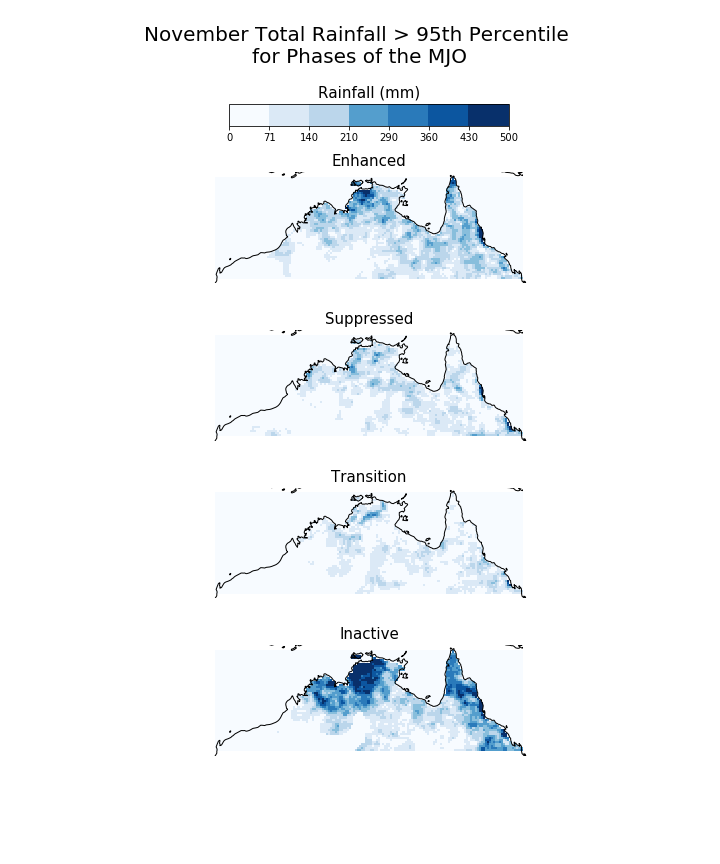 November Total Rainfall > 95th Percentile
for Phases of the MJO
Rainfall (mm)
0 71 140 210 290 360 430 500
Enhanced
Suppressed
Transition
Inactive